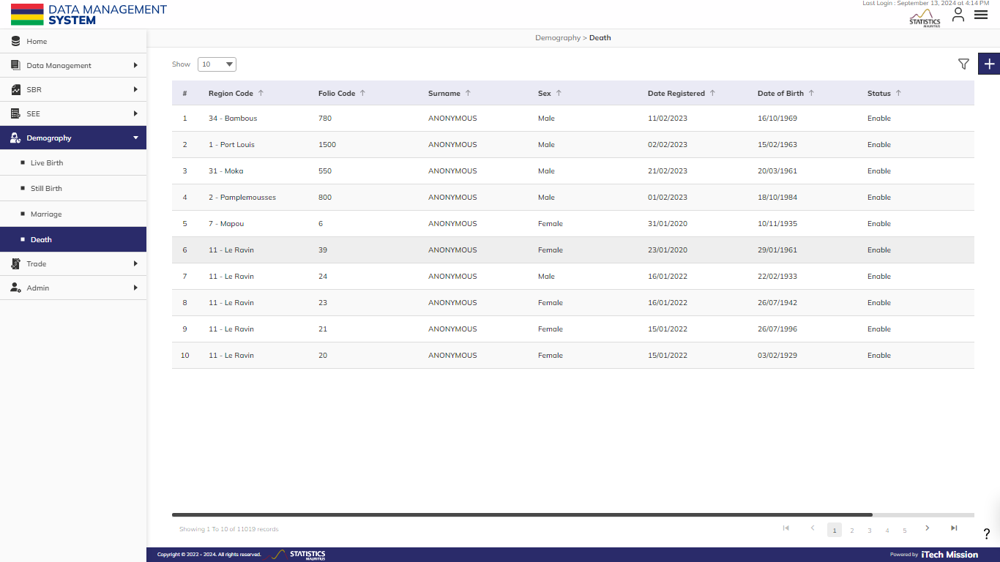 DATA MANAGEMENT
SYSTEM
Last Login : September 13, 2024 at 4:14 PM
STATISTICS
MAURITIUS
Home
Data Management
SBR
SEE
Demography
Live Birth
Still Birth
Marriage
Death
Trade
Admin
Demography > Death
Show 10
# Region Code Folio Code Surname Sex Date Registered Date of Birth Status
1 34 - Bambous 780 ANONYMOUS Male 11/02/2023 16/10/1969 Enable
2 1 - Port Louis 1500 ANONYMOUS Male 02/02/2023 15/02/1963 Enable
3 31 - Moka 550 ANONYMOUS Male 21/02/2023 20/03/1961 Enable
4 2 - Pamplemousses 800 ANONYMOUS Male 01/02/2023 18/10/1984 Enable
5 7 - Mapou 6 ANONYMOUS Female 31/01/2020 10/11/1935 Enable
6 11 - Le Ravin 39 ANONYMOUS Female 23/01/2020 29/01/1961 Enable
7 11 - Le Ravin 24 ANONYMOUS Male 16/01/2022 22/02/1933 Enable
8 11 - Le Ravin 23 ANONYMOUS Female 16/01/2022 26/07/1942 Enable
9 11 - Le Ravin 21 ANONYMOUS Female 15/01/2022 26/07/1996 Enable
10 11 - Le Ravin 20 ANONYMOUS Female 15/01/2022 03/02/1929 Enable
Showing 1 To 10 of 11019 records
1 2 3 4 5
?
Copyright © 2022 - 2024. All rights reserved.
STATISTICS
MAURITIUS
Powered by iTech Mission